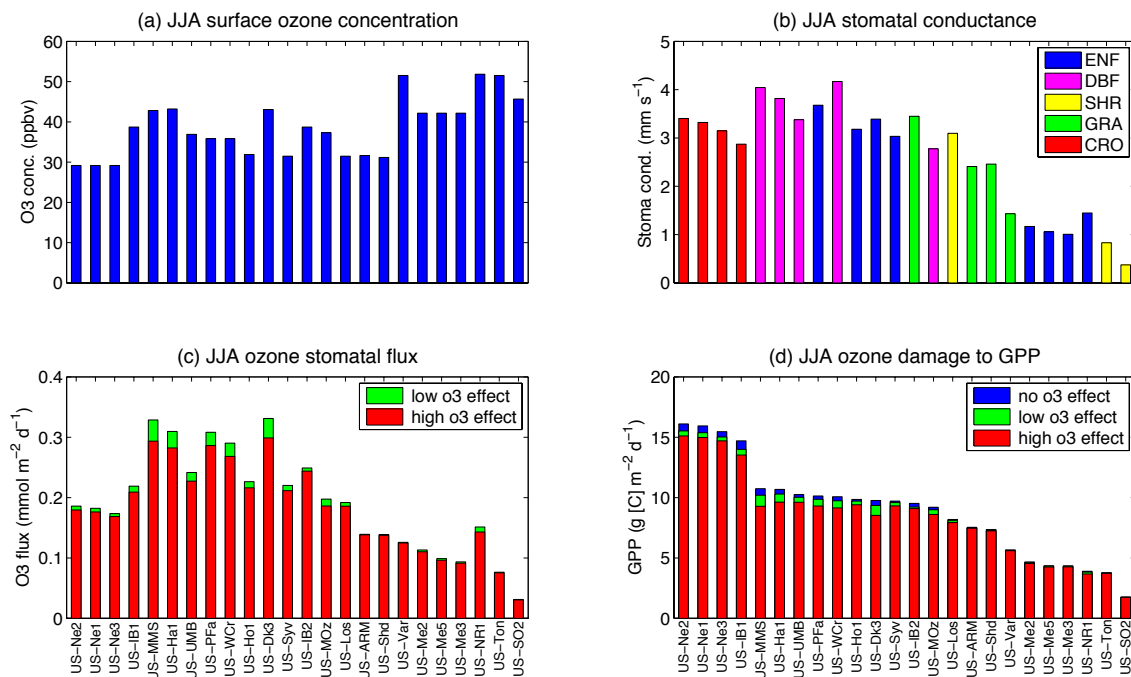 (a) JJA surface ozone concentration
O3 conc. (ppbv)
60
50
40
30
20
10
0
(b) JJA stomatal conductance
Stoma cond. (mm s−1)
5
4
3
2
1
0
ENF
DBF
SHR
GRA
CRO
(c) JJA ozone stomatal flux
O3 flux (mmol m−2 d−1)
0.4
0.3
0.2
0.1
0
low o3 effect
high o3 effect
US−Ne2
US−Ne1
US−Ne3
US−IB1
US−MMS
US−Ha1
US−UMB
US−PFa
US−WCr
US−Ho1
US−Dk3
US−Syv
US−IB2
US−MOz
US−Los
US−ARM
US−Shd
US−Var
US−Me2
US−Me5
US−Me3
US−NR1
US−Ton
US−SO2
(d) JJA ozone damage to GPP
GPP (g [C] m−2 d−1)
20
15
10
5
0
no o3 effect
low o3 effect
high o3 effect
US−Ne2
US−Ne1
US−Ne3
US−IB1
US−MMS
US−Ha1
US−UMB
US−PFa
US−WCr
US−Ho1
US−Dk3
US−Syv
US−IB2
US−MOz
US−Los
US−ARM
US−Shd
US−Var
US−Me2
US−Me5
US−Me3
US−NR1
US−Ton
US−SO2